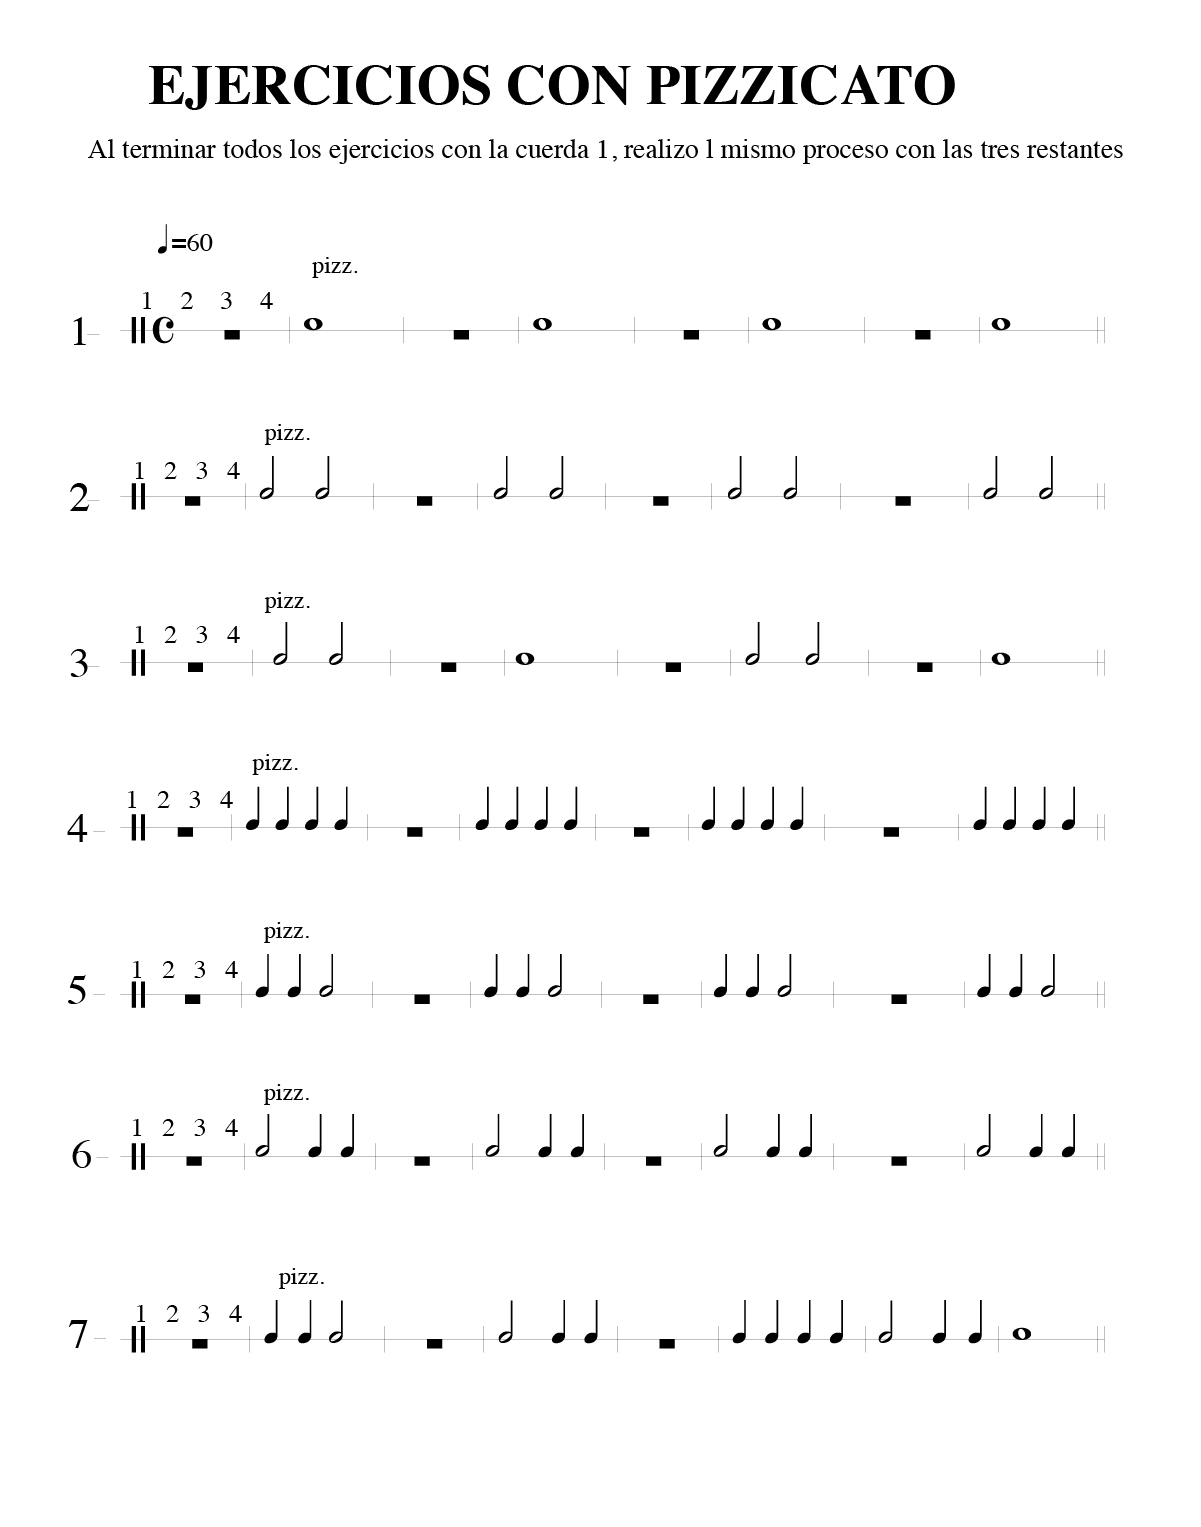 EJERCICIOS CON PIZZICATO
Al terminar todos los ejercicios con la cuerda 1, realizo l mismo proceso con las tres restantes
=60
pizz.
1 2 3 4
1-
pizz.
1 2 3 4
2-
pizz.
1 2 3 4
3-
pizz.
1 2 3 4
4-
pizz.
1 2 3 4
5-
pizz.
1 2 3 4
6-
pizz.
1 2 3 4
7-